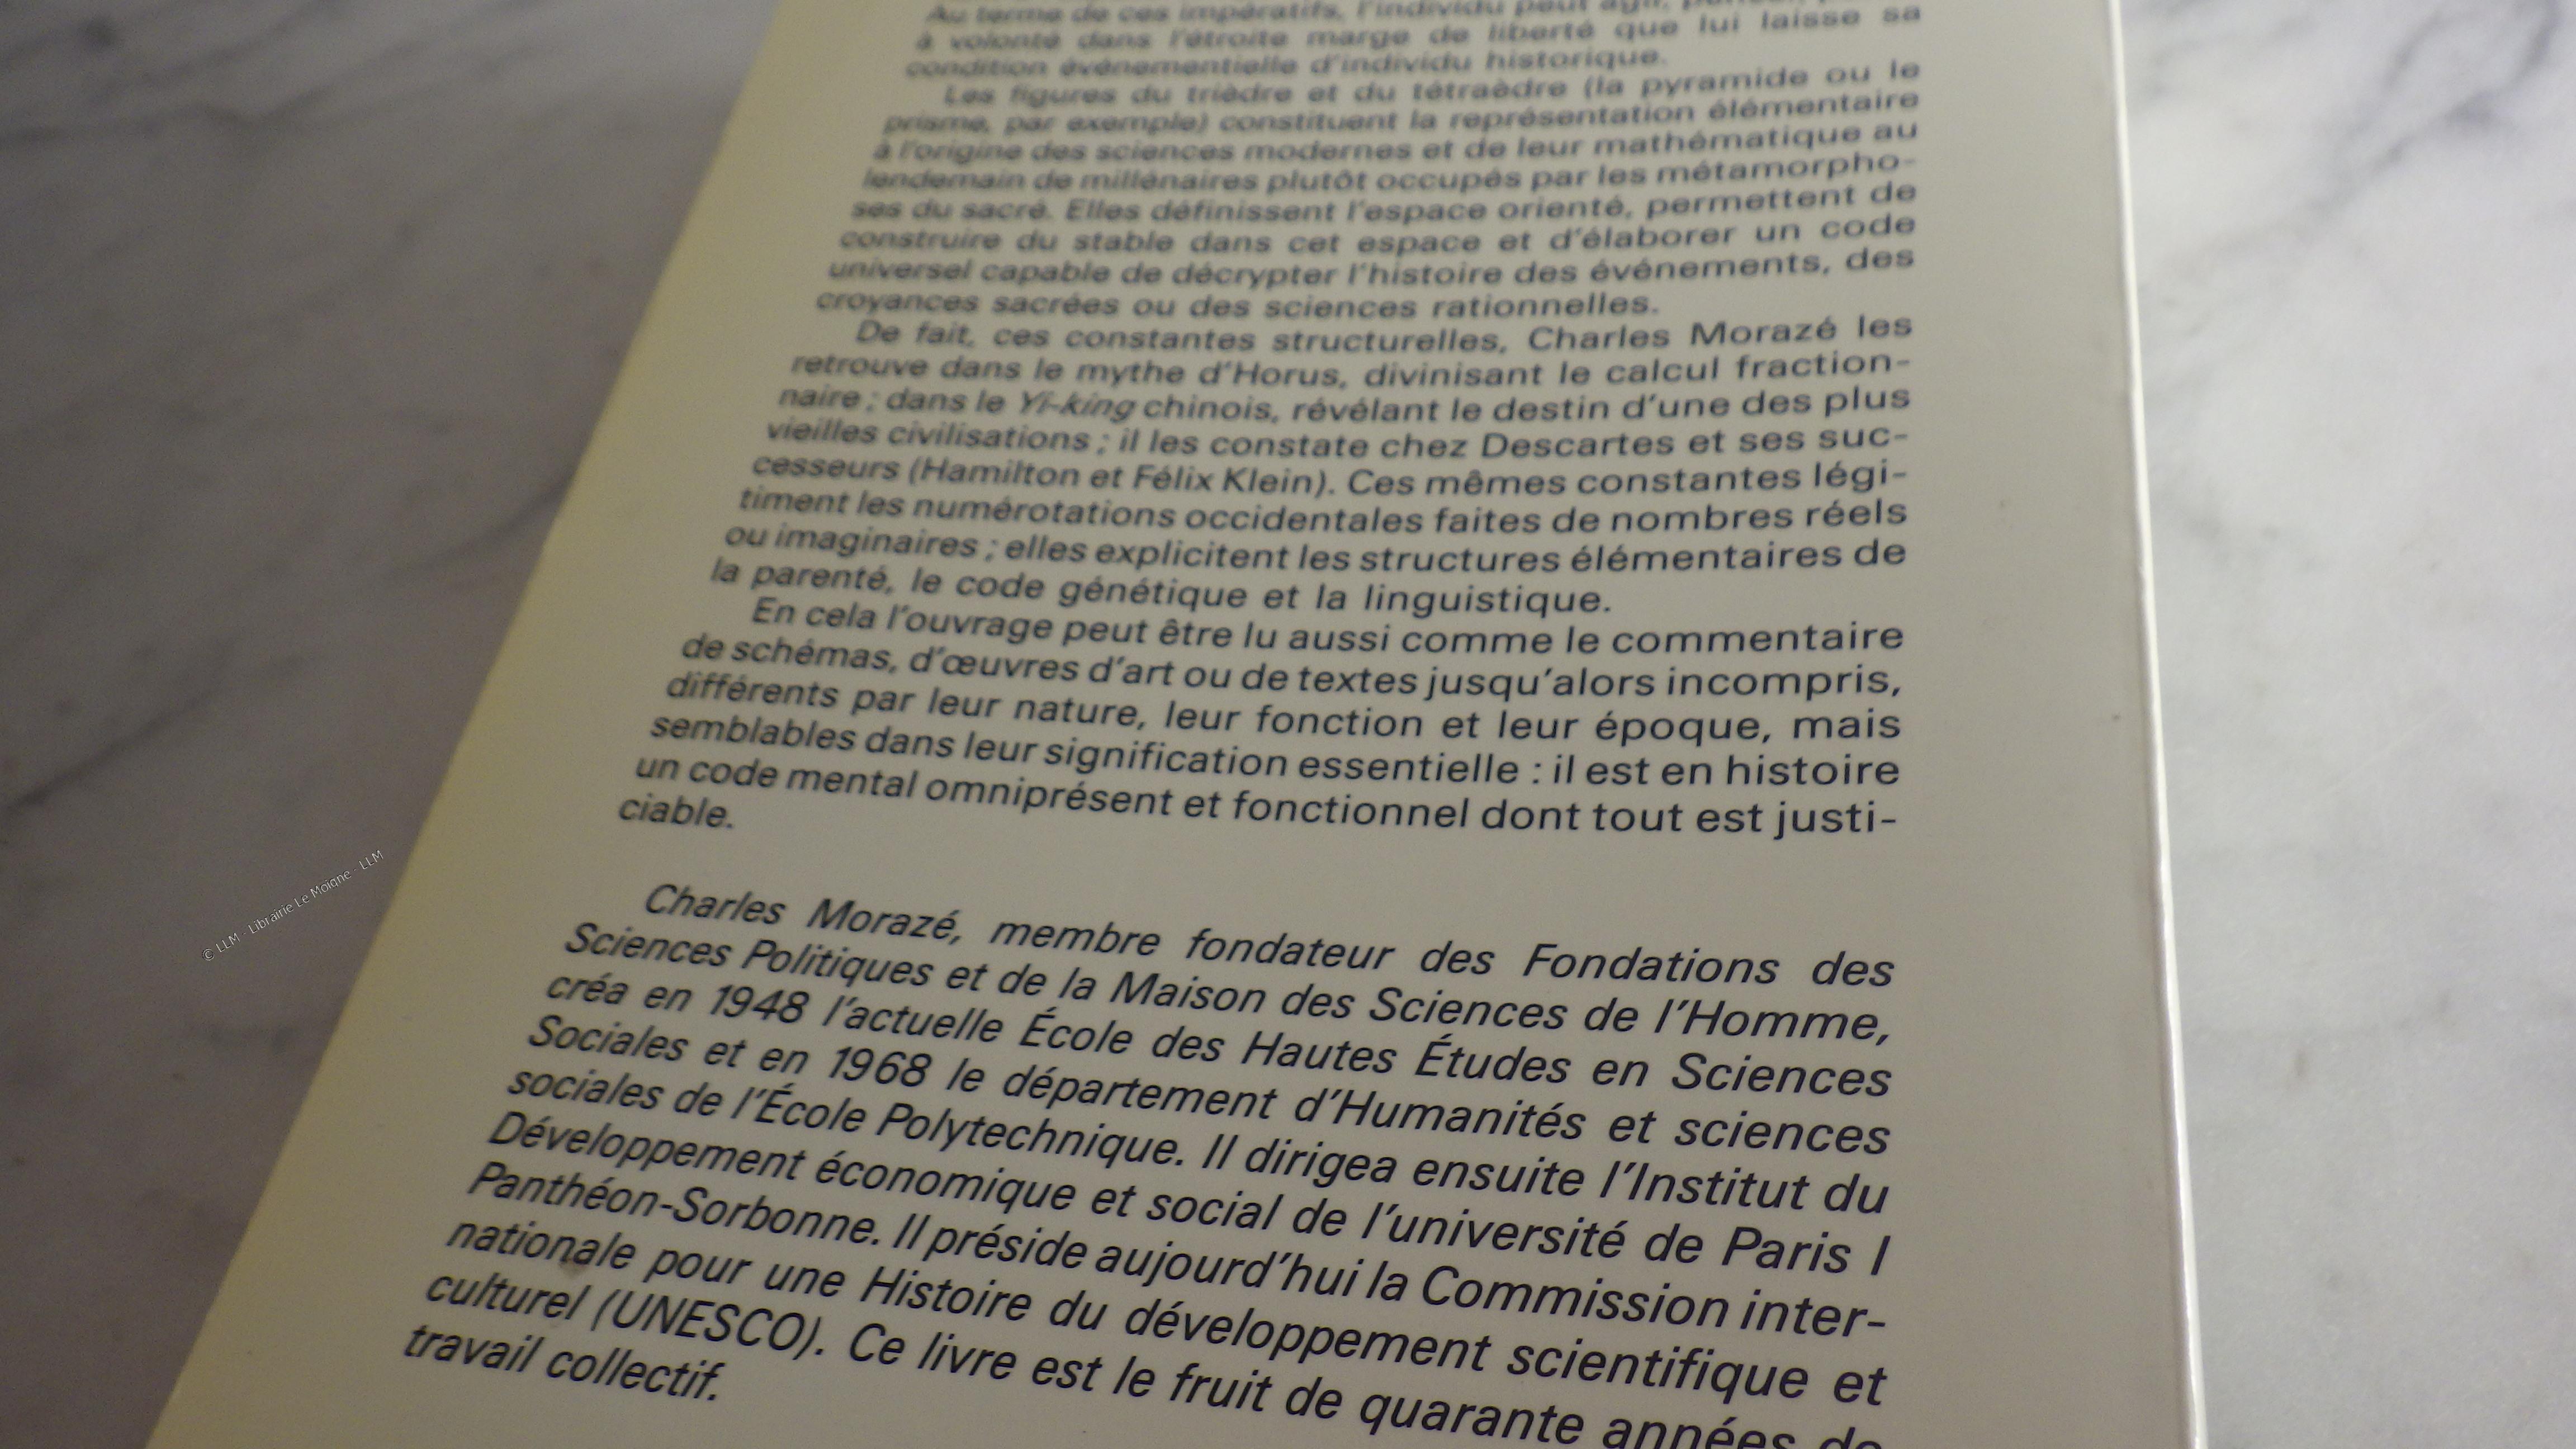 Au terme de ces impératifs, l'individu peut agir,
à volonté dans l'étroite marge de liberté que lui laisse sa
condition événementielle d'individu historique.
Les figures du trièdre et du tétraèdre (la pyramide ou le
prisme, par exemple) constituent la représentation élémentaire
à l'origine des sciences modernes et de leur mathématique au
lendemain de millénaires plutôt occupés par les métamorpho-
ses du sacré. Elles définissent l'espace orienté, permettent de
construire du stable dans cet espace et d'élaborer un code
universel capable de décrypter l'histoire des événements, des
croyances sacrées ou des sciences rationnelles.
De fait, ces constantes structurelles, Charles Morazé les
retrouve dans le mythe d'Horus, divinisant le calcul fraction-
naire ; dans le Yi-king chinois, révélant le destin d'une des plus
vieilles civilisations ; il les constate chez Descartes et ses suc-
cesseurs (Hamilton et Félix Klein). Ces mêmes constantes légi-
timent les numérotations occidentales faites de nombres réels
ou imaginaires ; elles explicitent les structures élémentaires de
la parenté, le code génétique et la linguistique.
En cela l'ouvrage peut être lu aussi comme le commentaire
de schémas, d'œuvres d'art ou de textes jusqu'alors incompris,
différents par leur nature, leur fonction et leur époque, mais
semblables dans leur signification essentielle : il est en histoire
un code mental omniprésent et fonctionnel dont tout est justi-
ciable.
Charles Morazé, membre fondateur des Fondations des
Sciences Politiques et de la Maison des Sciences de l'Homme,
créa en 1948 l'actuelle École des Hautes Études en Sciences
Sociales et en 1968 le département d'Humanités et sciences
sociales de l'École Polytechnique. Il dirigea ensuite l'Institut du
Développement économique et social de l'université de Paris I
Panthéon-Sorbonne. Il préside aujourd'hui la Commission inter-
nationale pour une Histoire du développement scientifique et
culturel (UNESCO). Ce livre est le fruit de quarante années de
travail collectif.
© LLM - Librairie Le Moigne - LLM